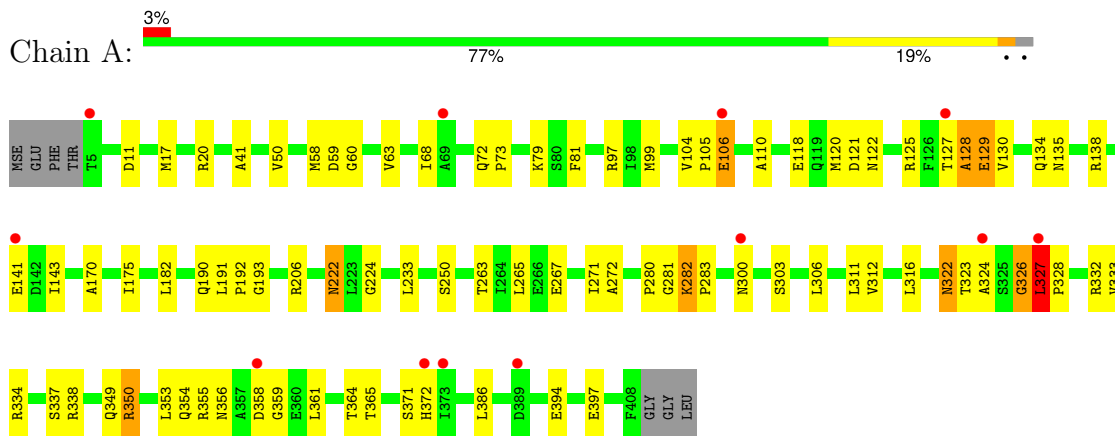 3%
Chain A:
77% 19% • •
MSE GLU PHE THR T5 D11 M17 R20 A41 V50 M58 D59 G60 V63 I68 A69 Q72 P73 K79 S80 F81 R97 I98 M99 V104 P105 E106 A110 E118 Q119 M120 D121 N122 R125 F126 T127 A128 E129 V130 Q134 N135 R138
E141 D142 I143 A170 I175 L182 Q190 L191 P192 G193 R206 N222 L223 G224 L233 S250 T263 I264 L265 E266 E267 I271 A272 P280 G281 K282 P283 N300 S303 L306 L311 V312 L316 N322 T323 A324 S325 G326 L327 P328 R332 V333
R334 S337 R338 Q349 R350 L353 Q354 R355 N356 A357 D358 G359 E360 L361 T364 T365 S371 H372 I373 L386 D389 E394 E397 F408 GLY GLY LEU